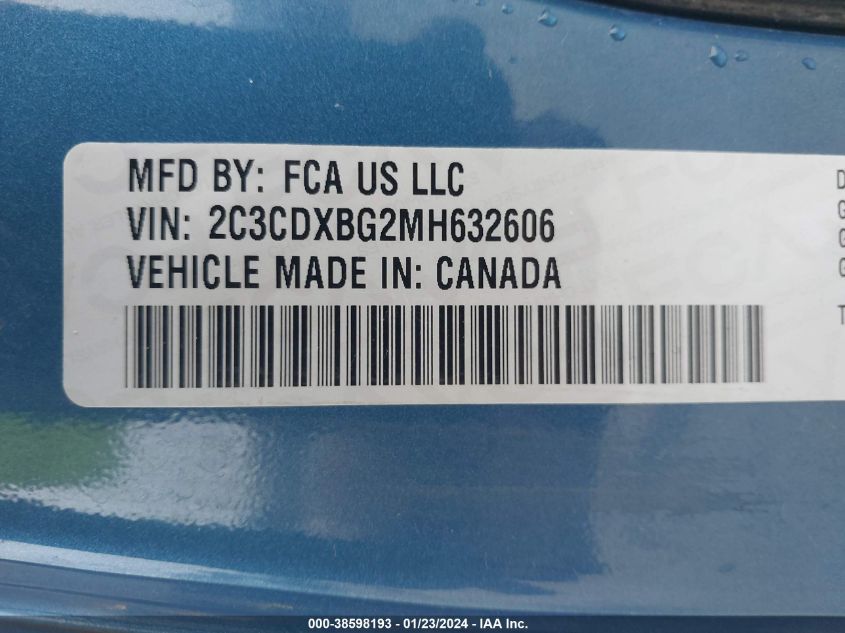 MFD BY: FCA US LLC
VIN: 2C3CDXBG2MH632606
VEHICLE MADE IN: CANADA
D
G
G
G
T
000-38598193 - 01/23/2024 - IAA Inc.